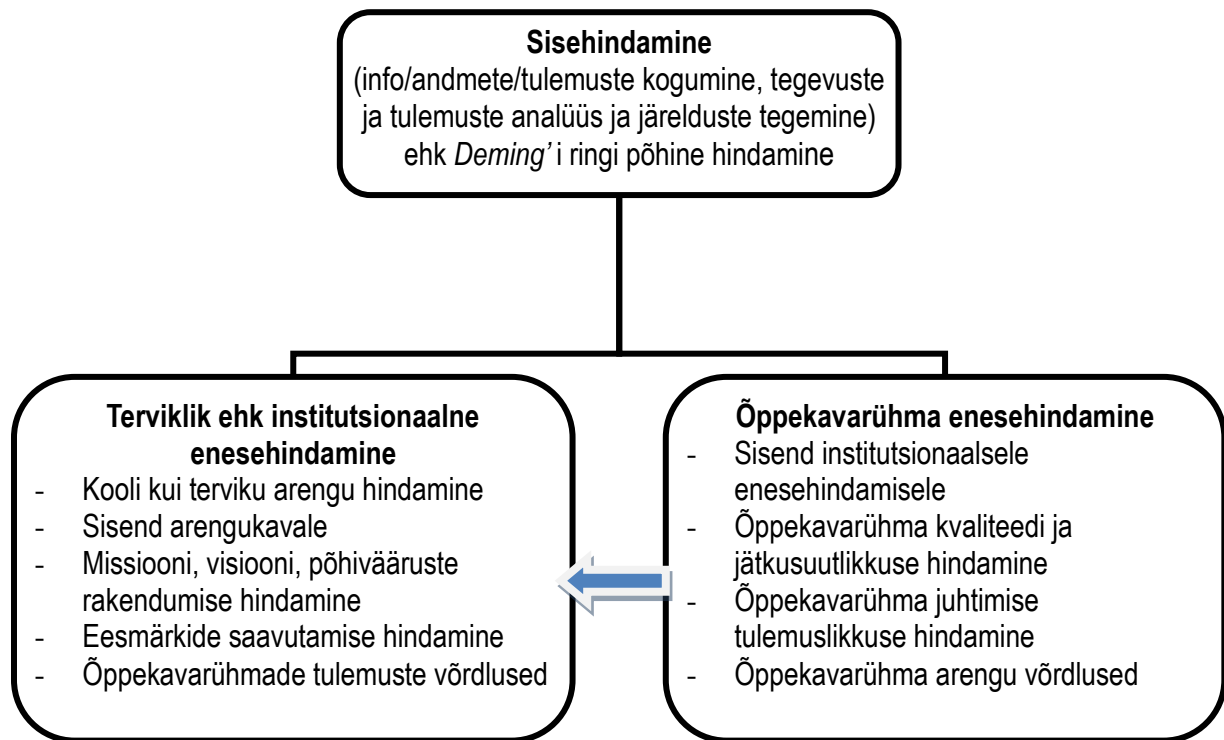 Sisehindamine
(info/andmete/tulemuste kogumine, tegevuste
ja tulemuste analüüs ja järelduste tegemine)
ehk Deming’ i ringi põhine hindamine
Terviklik ehk institutsionaalne
enesehindamine
- Kooli kui terviku arengu hindamine
- Sisend arengukavale
- Missiooni, visiooni, põhivääruste
rakendumise hindamine
- Eesmärkide saavutamise hindamine
- Õppekavarühmade tulemuste võrdlused
Õppekavarühma enesehindamine
- Sisend institutsionaalsele
enesehindamisele
- Õppekavarühma kvaliteedi ja
jätkusuutlikkuse hindamine
- Õppekavarühma juhtimise
tulemuslikkuse hindamine
- Õppekavarühma arengu võrdlused